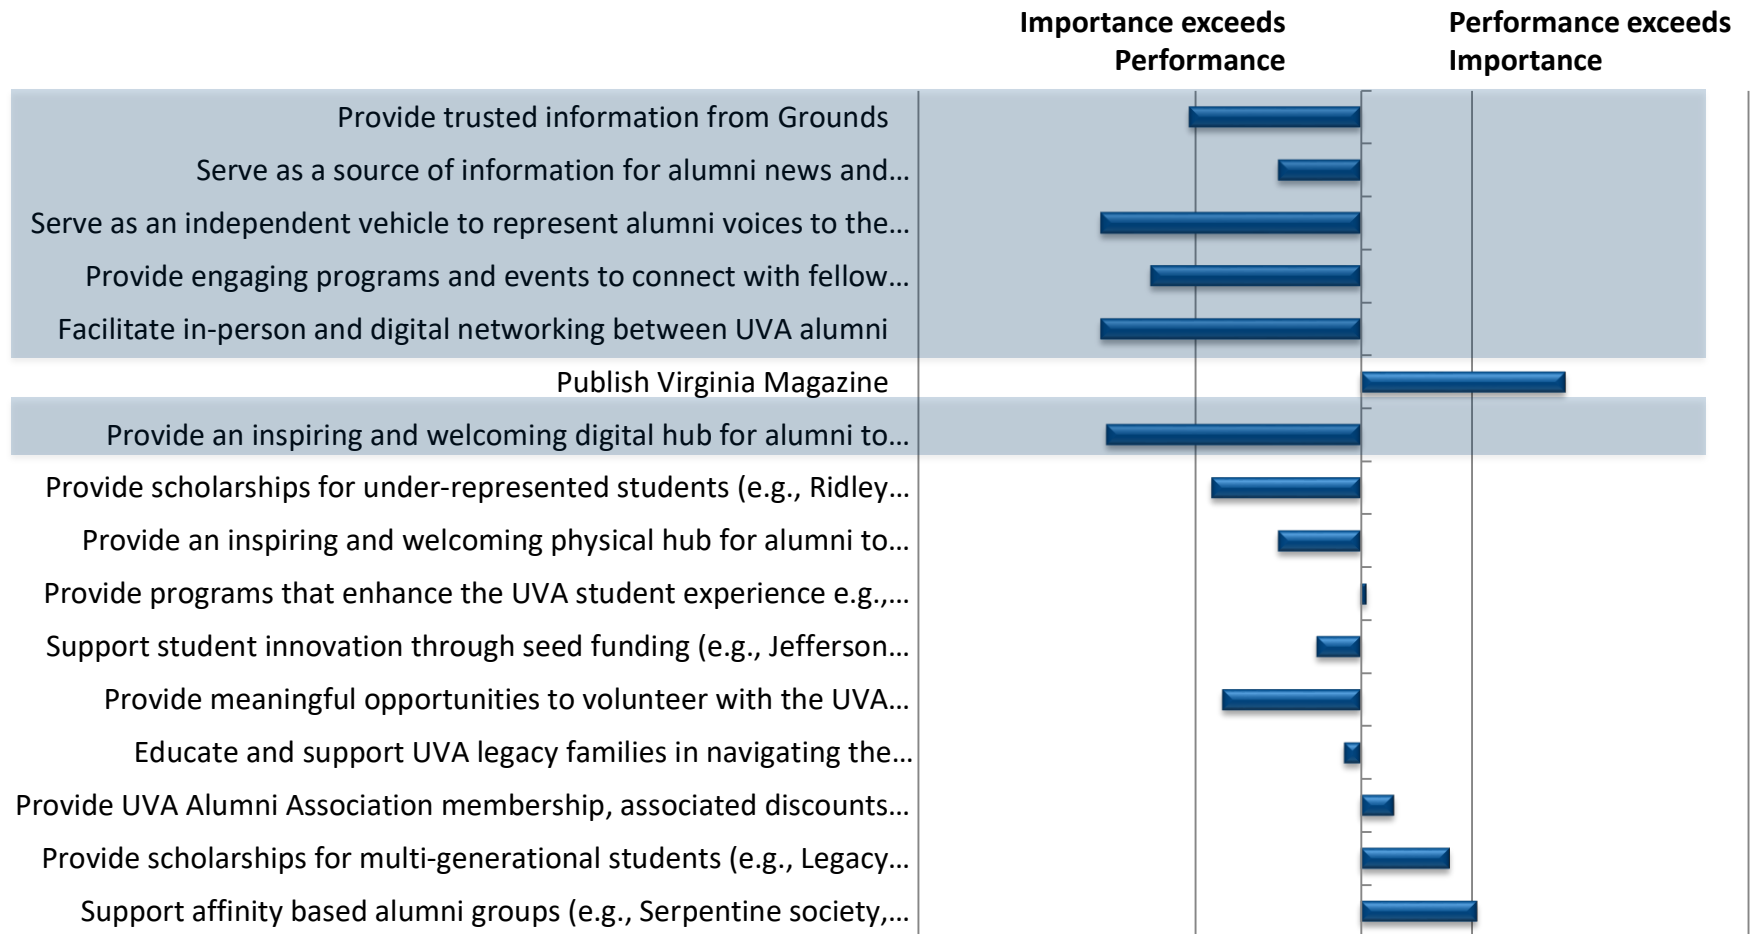 Importance exceeds
Performance
Performance exceeds
Importance
Provide trusted information from Grounds
Serve as a source of information for alumni news and...
Serve as an independent vehicle to represent alumni voices to the...
Provide engaging programs and events to connect with fellow...
Facilitate in-person and digital networking between UVA alumni
Publish Virginia Magazine
Provide an inspiring and welcoming digital hub for alumni to...
Provide scholarships for under-represented students (e.g., Ridley...
Provide an inspiring and welcoming physical hub for alumni to...
Provide programs that enhance the UVA student experience e.g.,...
Support student innovation through seed funding (e.g., Jefferson...
Provide meaningful opportunities to volunteer with the UVA...
Educate and support UVA legacy families in navigating the...
Provide UVA Alumni Association membership, associated discounts...
Provide scholarships for multi-generational students (e.g., Legacy...
Support affinity based alumni groups (e.g., Serpentine society,...